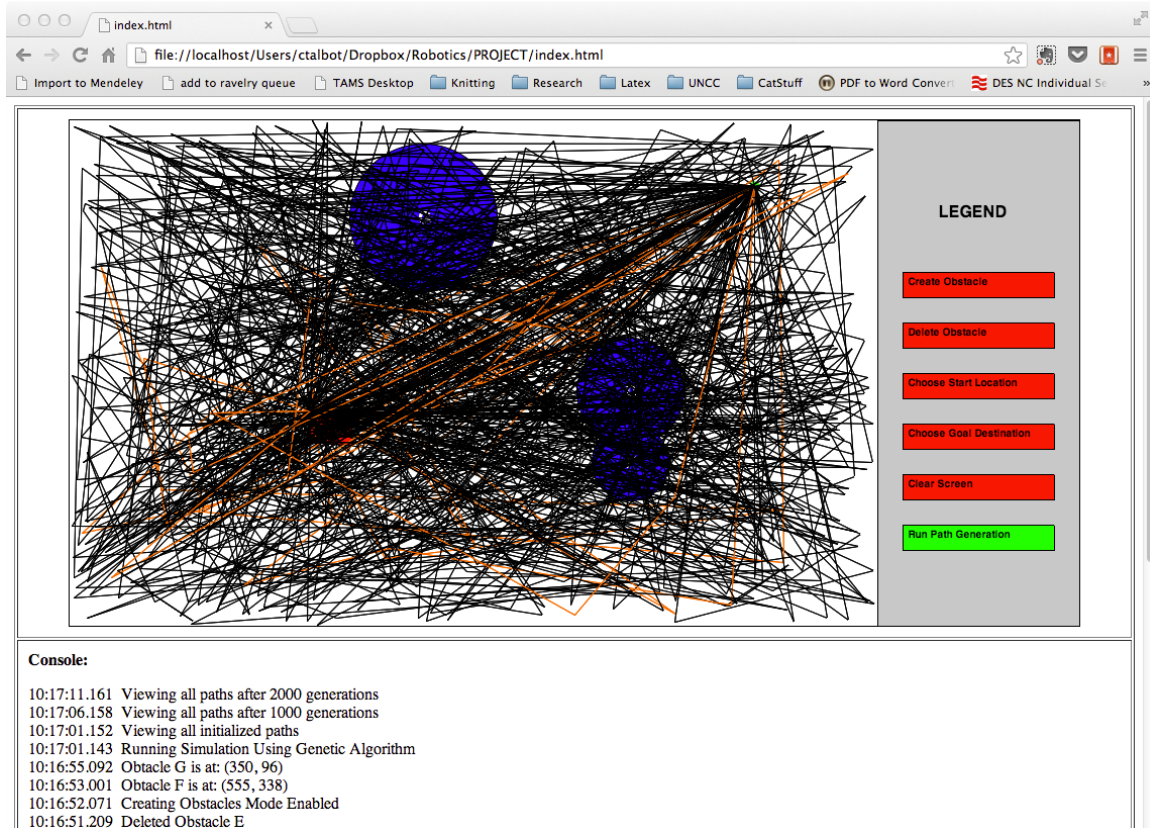 index.html
file://localhost/Users/ctalbot/Dropbox/Robotics/PROJECT/index.html
Import to Mendeley add to ravelry queue TAMS Desktop Knitting Research Latex UNCC CatStuff PDF to Word Convert DES NC Individual Se »
LEGEND
Create Obstacle
Delete Obstacle
Choose Start Location
Choose Goal Destination
Clear Screen
Run Path Generation
Console:
10:17:11.161 Viewing all paths after 2000 generations
10:17:06.158 Viewing all paths after 1000 generations
10:17:01.152 Viewing all initialized paths
10:17:01.143 Running Simulation Using Genetic Algorithm
10:16:55.092 Obtacle G is at: (350, 96)
10:16:53.001 Obtacle F is at: (555, 338)
10:16:52.071 Creating Obstacles Mode Enabled
10:16:51.209 Deleted Obstacle E